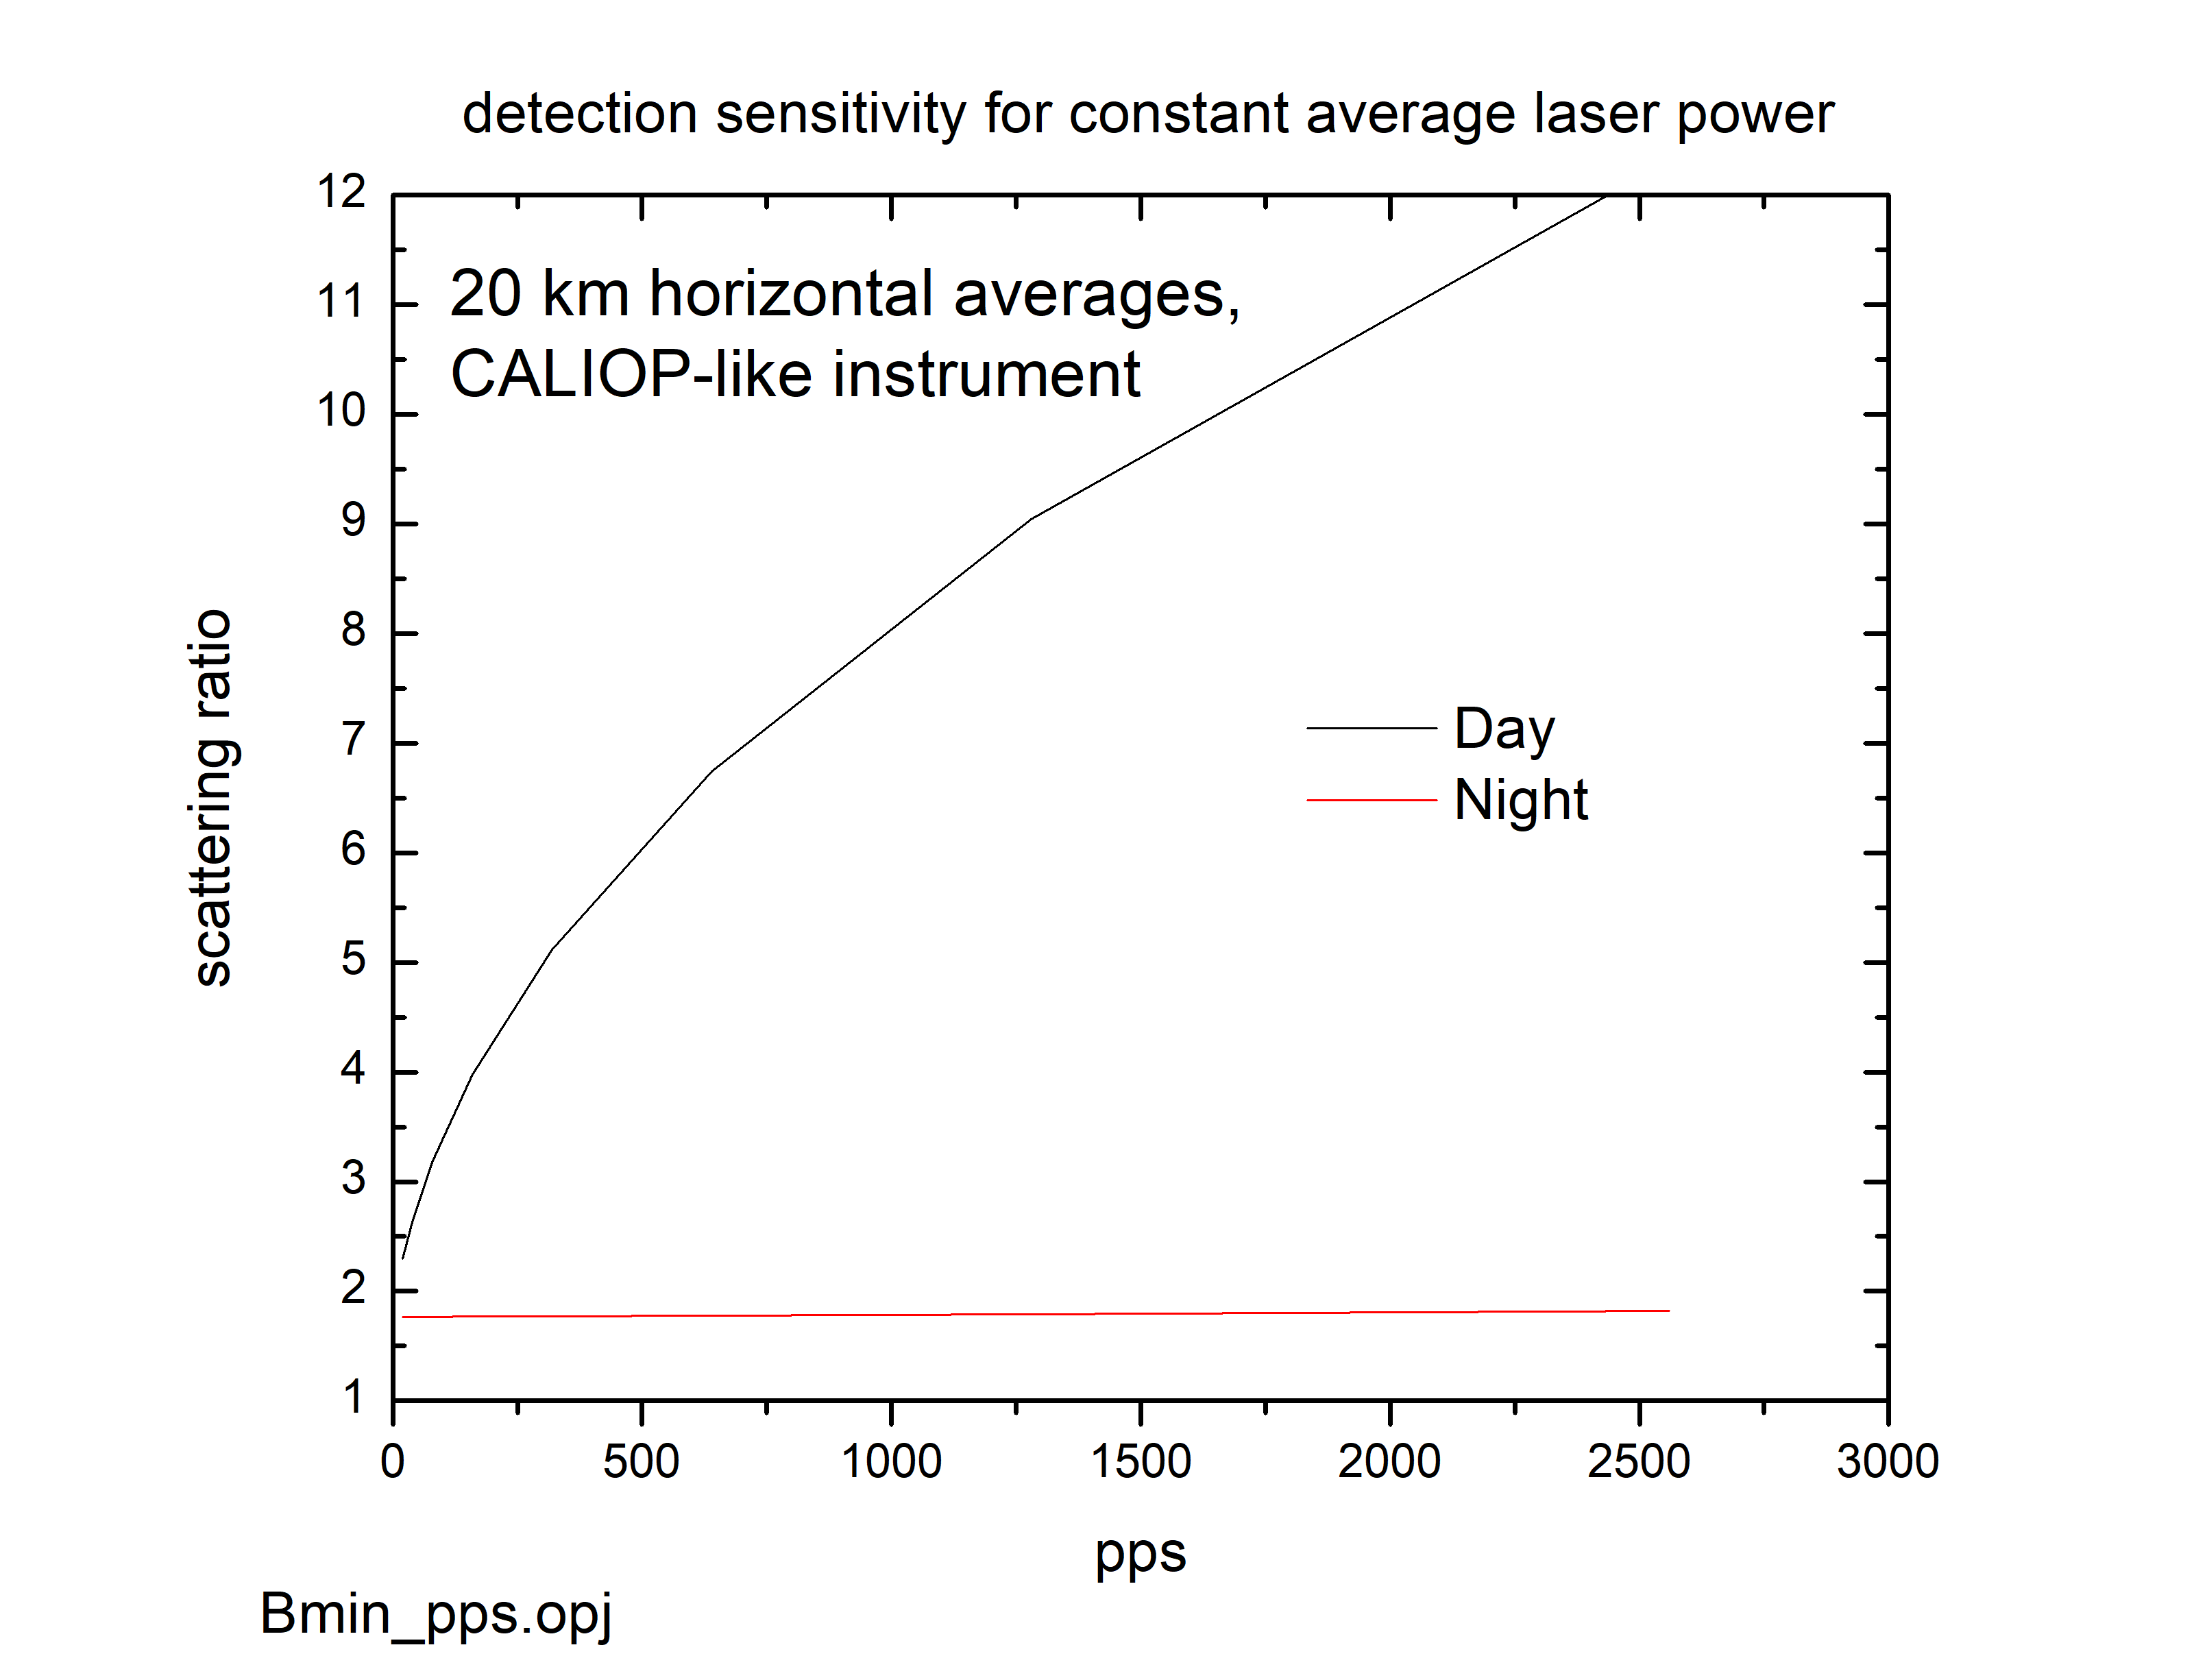 detection sensitivity for constant average laser power
12
11
10
9
8
7
6
5
4
3
2
1
scattering ratio
20 km horizontal averages,
CALIOP-like instrument
Day
Night
0 500 1000 1500 2000 2500 3000
pps
Bmin_pps.opj